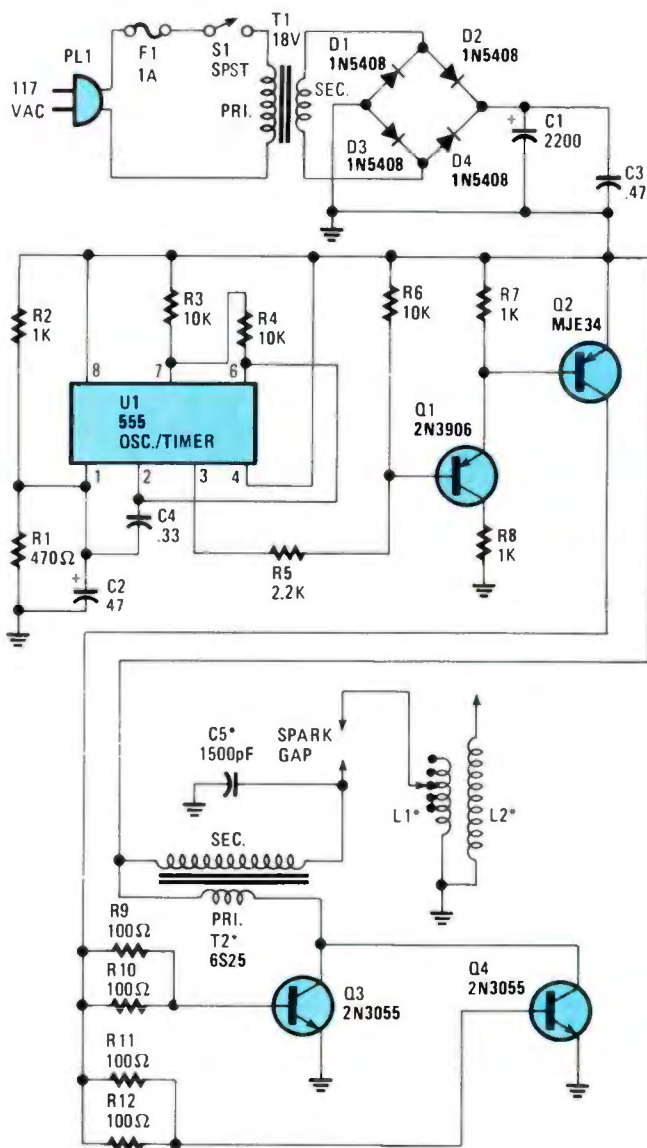 PL1
117
VAC
F1
1A
S1
SPST
T1
18V
PRI.
SEC.
D1
1N5408
D2
1N5408
D3
1N5408
D4
1N5408
+
C1
2200
C3
.47
R2
1K
R3
10K
R4
10K
R6
10K
R7
1K
Q2
MJE34
8
7
6
U1
555
OSC./TIMER
1
2
3
4
Q1
2N3906
R1
470Ω
C4
.33
R5
2.2K
R8
1K
+
C2
47
C5*
1500pF
SPARK
GAP
L1*
L2*
SEC.
PRI.
T2*
6S25
R9
100Ω
R10
100Ω
Q3
2N3055
Q4
2N3055
R11
100Ω
R12
100Ω